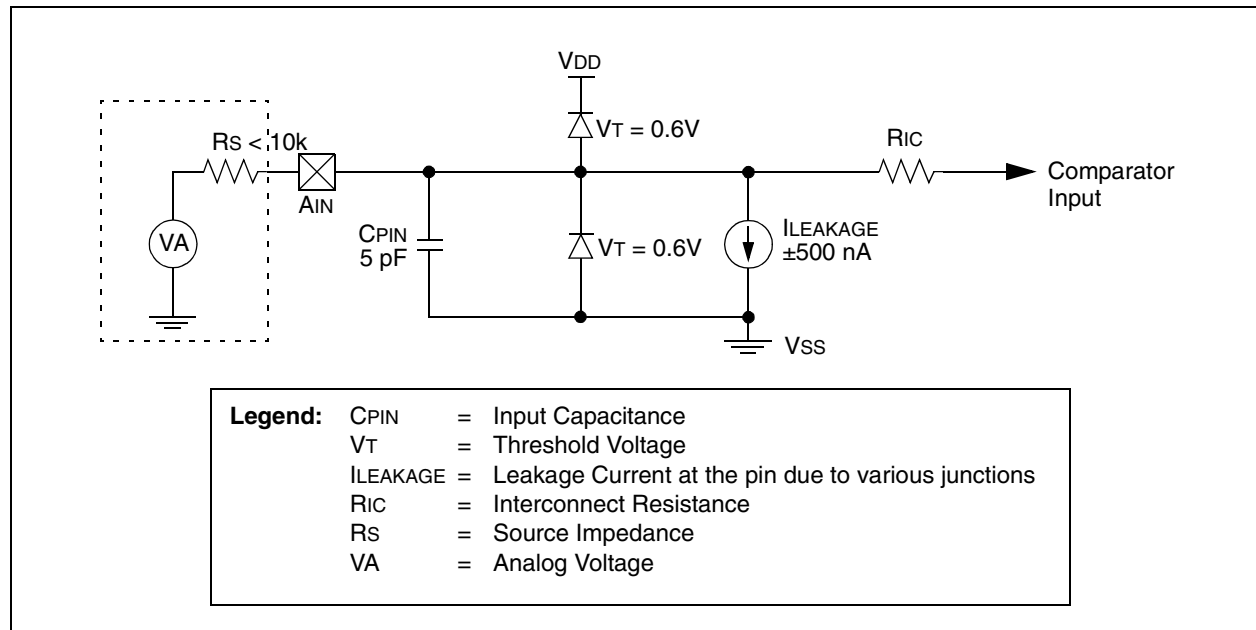 VDD
VT = 0.6V
RS < 10k
RIC
AIN
Comparator
Input
VA
CPIN
5 pF
VT = 0.6V
ILEAKAGE
±500 nA
VSS
Legend: CPIN = Input Capacitance
VT = Threshold Voltage
ILEAKAGE = Leakage Current at the pin due to various junctions
RIC = Interconnect Resistance
RS = Source Impedance
VA = Analog Voltage